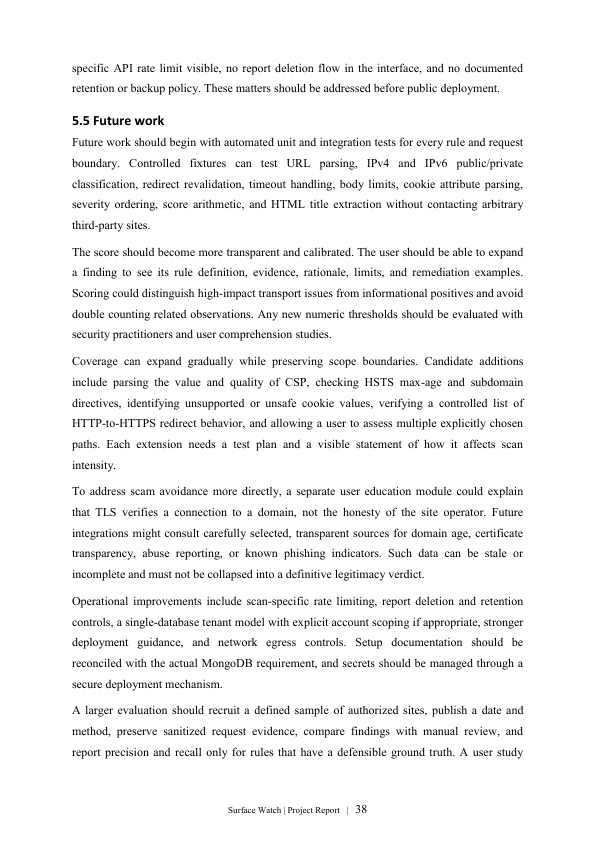 specific API rate limit visible, no report deletion flow in the interface, and no documented
retention or backup policy. These matters should be addressed before public deployment.
5.5 Future work
Future work should begin with automated unit and integration tests for every rule and request
boundary. Controlled fixtures can test URL parsing, IPv4 and IPv6 public/private
classification, redirect revalidation, timeout handling, body limits, cookie attribute parsing,
severity ordering, score arithmetic, and HTML title extraction without contacting arbitrary
third-party sites.
The score should become more transparent and calibrated. The user should be able to expand
a finding to see its rule definition, evidence, rationale, limits, and remediation examples.
Scoring could distinguish high-impact transport issues from informational positives and avoid
double counting related observations. Any new numeric thresholds should be evaluated with
security practitioners and user comprehension studies.
Coverage can expand gradually while preserving scope boundaries. Candidate additions
include parsing the value and quality of CSP, checking HSTS max-age and subdomain
directives, identifying unsupported or unsafe cookie values, verifying a controlled list of
HTTP-to-HTTPS redirect behavior, and allowing a user to assess multiple explicitly chosen
paths. Each extension needs a test plan and a visible statement of how it affects scan
intensity.
To address scam avoidance more directly, a separate user education module could explain
that TLS verifies a connection to a domain, not the honesty of the site operator. Future
integrations might consult carefully selected, transparent sources for domain age, certificate
transparency, abuse reporting, or known phishing indicators. Such data can be stale or
incomplete and must not be collapsed into a definitive legitimacy verdict.
Operational improvements include scan-specific rate limiting, report deletion and retention
controls, a single-database tenant model with explicit account scoping if appropriate, stronger
deployment guidance, and network egress controls. Setup documentation should be
reconciled with the actual MongoDB requirement, and secrets should be managed through a
secure deployment mechanism.
A larger evaluation should recruit a defined sample of authorized sites, publish a date and
method, preserve sanitized request evidence, compare findings with manual review, and
report precision and recall only for rules that have a defensible ground truth. A user study
Surface Watch | Project Report | 38